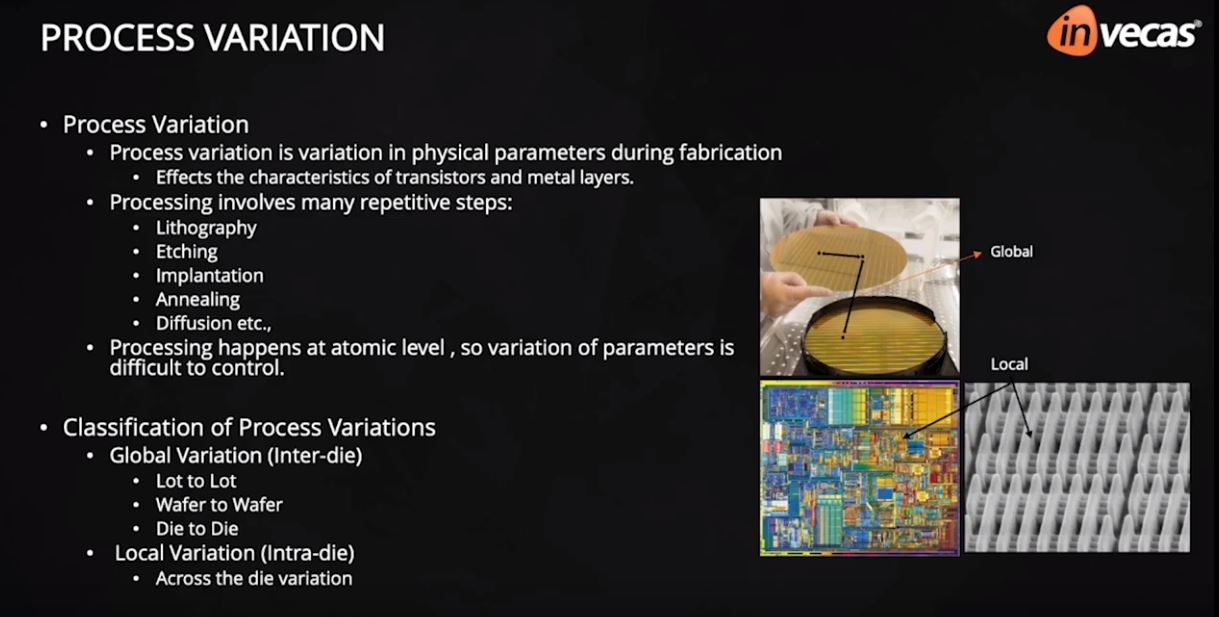 PROCESS VARIATION
invecas®
• Process Variation
• Process variation is variation in physical parameters during fabrication
• Effects the characteristics of transistors and metal layers.
• Processing involves many repetitive steps:
• Lithography
• Etching
• Implantation
• Annealing
• Diffusion etc.,
• Processing happens at atomic level , so variation of parameters is
difficult to control.
• Classification of Process Variations
• Global Variation (Inter-die)
• Lot to Lot
• Wafer to Wafer
• Die to Die
• Local Variation (Intra-die)
• Across the die variation
Global
Local